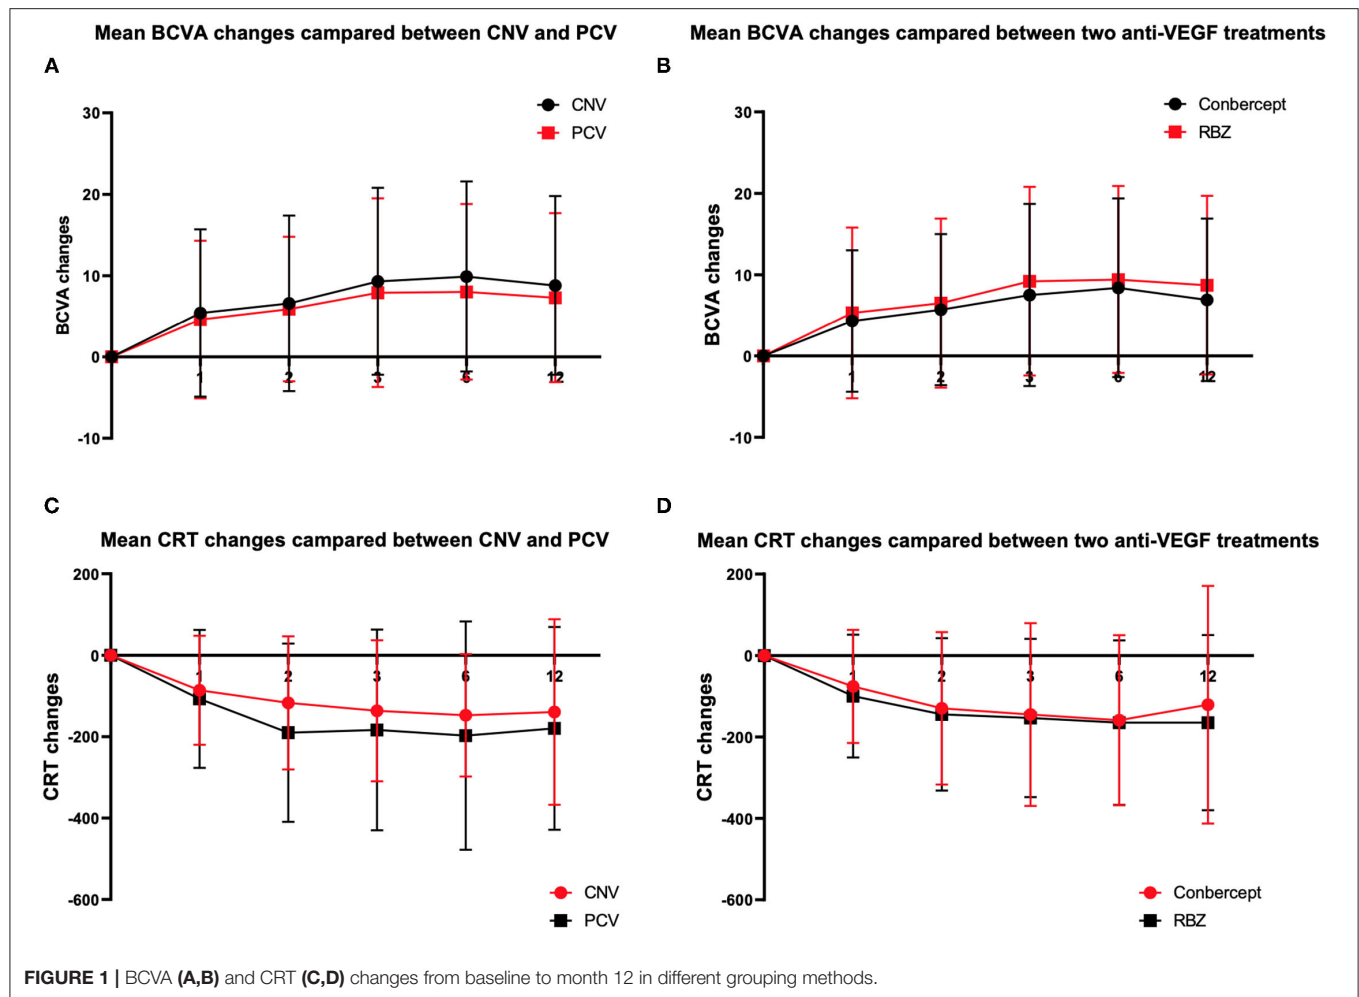 Mean BCVA changes campared between CNV and PCV
A
CNV
PCV
30
20
10
0
-10
BCVA changes
1 2 3 6 12
Mean BCVA changes campared between two anti-VEGF treatments
B
Conbercept
RBZ
30
20
10
0
-10
BCVA changes
1 2 3 6 12
C
Mean CRT changes campared between CNV and PCV
200
0
-200
-400
-600
CRT changes
1 2 3 6 12
CNV
PCV
D
Mean CRT changes campared between two anti-VEGF treatments
200
0
-200
-400
-600
CRT changes
1 2 3 6 12
Conbercept
RBZ
FIGURE 1 | BCVA (A,B) and CRT (C,D) changes from baseline to month 12 in different grouping methods.